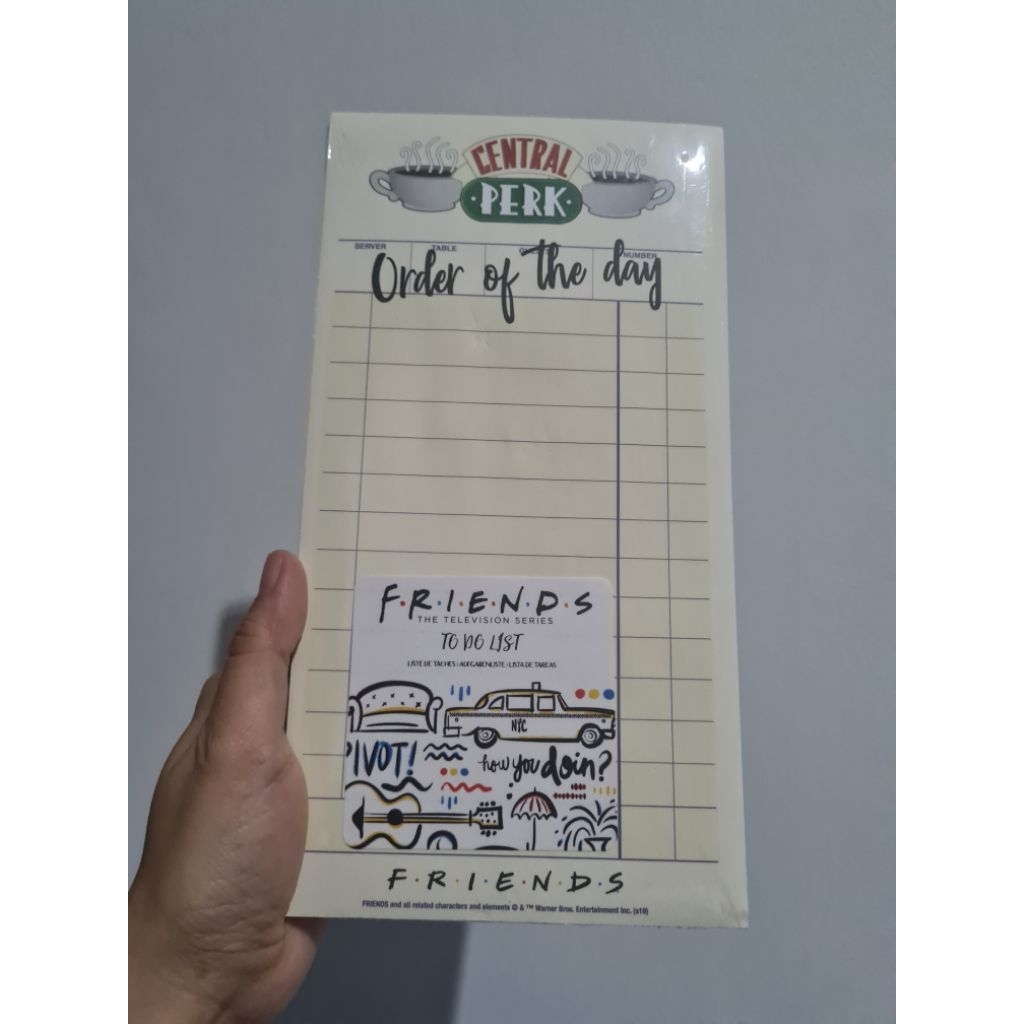 CENTRAL
·PERK·
SERVER TABLE NUMBER
Order of the day
F·R·I·E·N·D·S
THE TELEVISION SERIES
TO DO LIST
LISTE DE TACHES | AUFGABENLISTE | LISTA DE TAREAS
NYC
PIVOT!
how you doin?
F·R·I·E·N·D·S
FRIENDS and all related characters and elements © & ™ Warner Bros. Entertainment Inc. (s19)